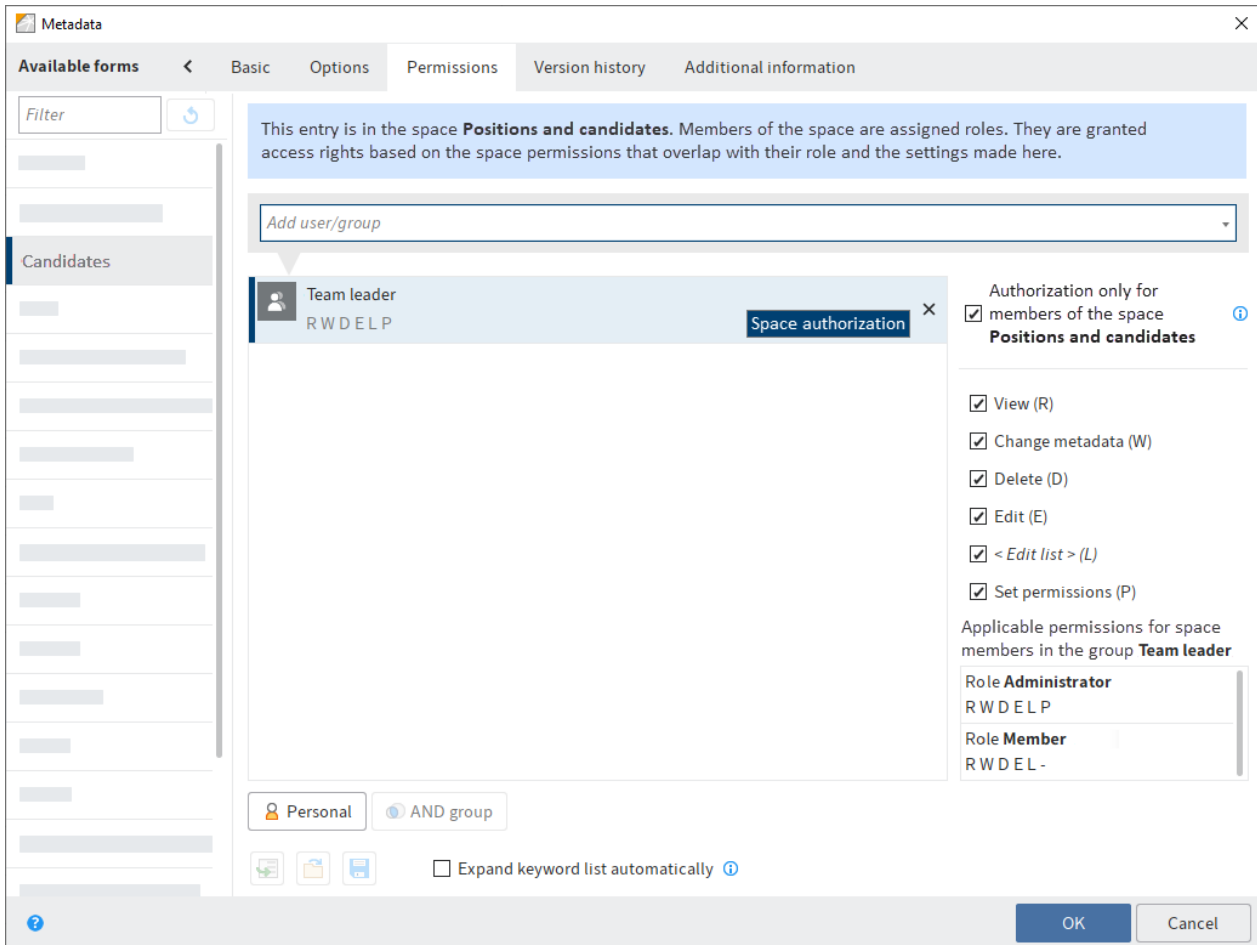 Metadata
Available forms
Basic Options Permissions Version history Additional information
Filter
This entry is in the space Positions and candidates. Members of the space are assigned roles. They are granted
access rights based on the space permissions that overlap with their role and the settings made here.
Add user/group
Candidates
Team leader
R W D E L P
Space authorization
Authorization only for
members of the space
Positions and candidates
View (R)
Change metadata (W)
Delete (D)
Edit (E)
< Edit list > (L)
Set permissions (P)
Applicable permissions for space
members in the group Team leader
Role Administrator
R W D E L P
Role Member
R W D E L -
Personal
AND group
Expand keyword list automatically
OK
Cancel